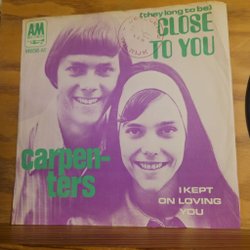 A&M
(they long to be)
CLOSE
TO YOU
carpen-
ters
I KEPT
ON LOVING
YOU